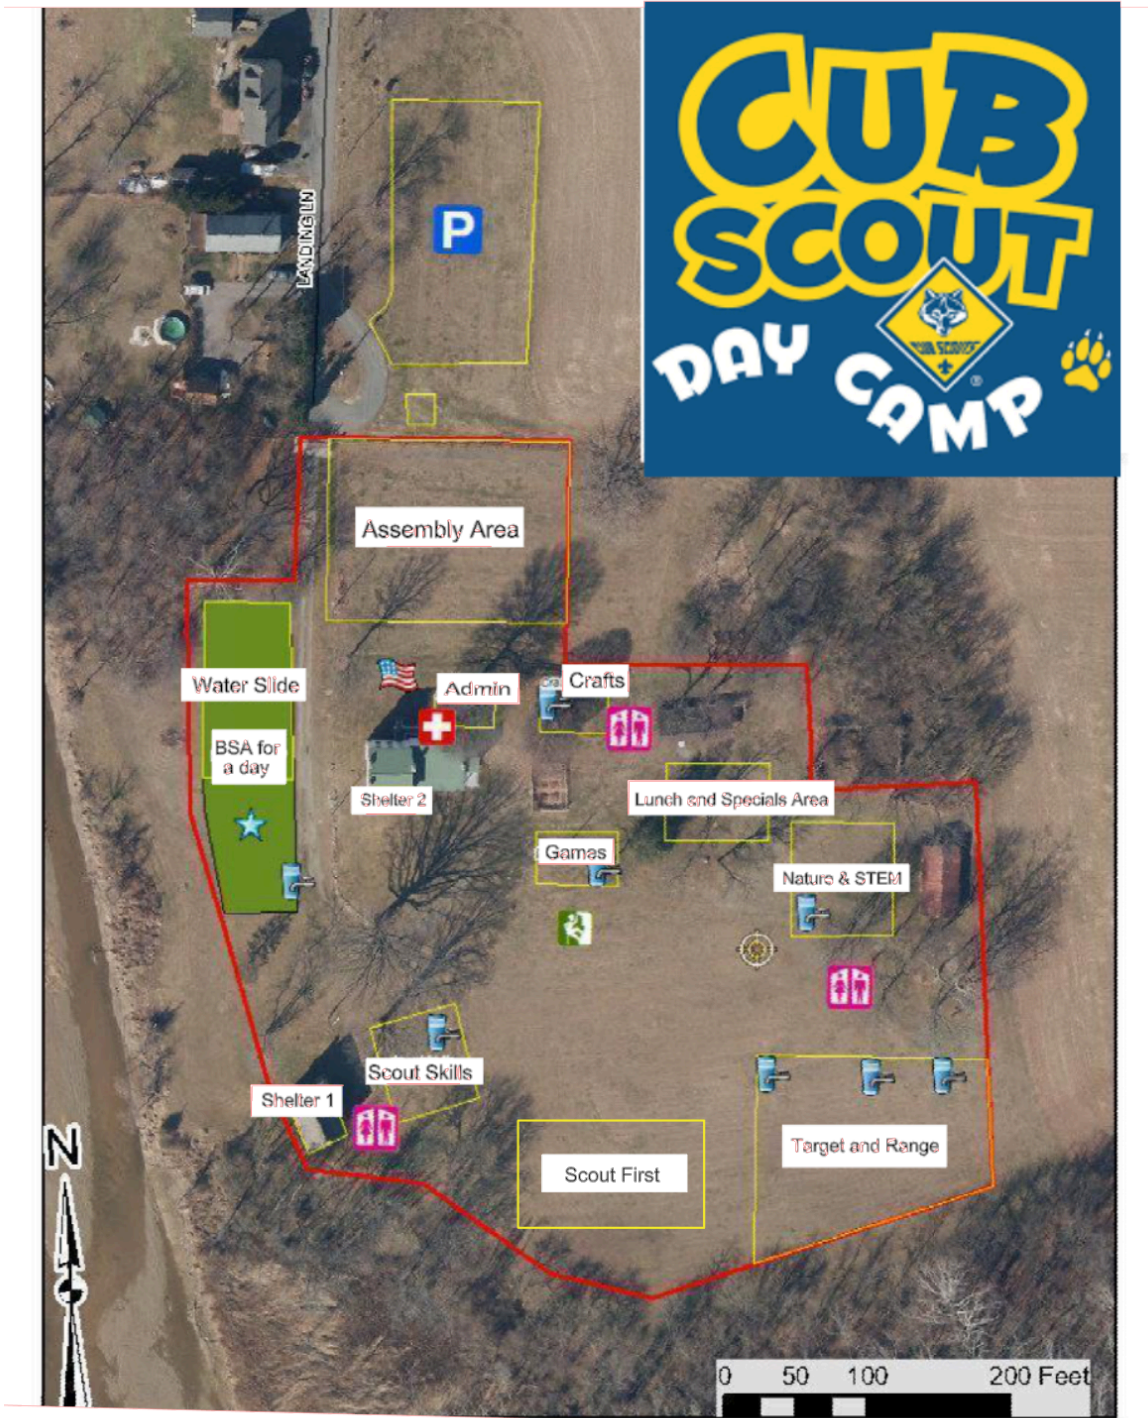 CUB
SCOUT
DAY CAMP
CUB SCOUTS
®
LANDING LN
P
Assembly Area
Water Slide
Admin
Crafts
BSA for
a day
Shelter 2
Lunch and Specials Area
Games
Nature & STEM
Scout Skills
Shelter 1
Target and Range
Scout First
N
0 50 100 200 Feet